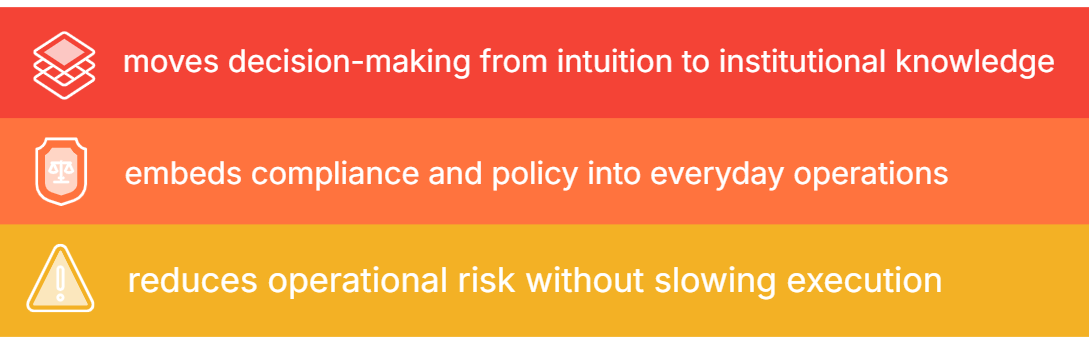 moves decision-making from intuition to institutional knowledge
embeds compliance and policy into everyday operations
reduces operational risk without slowing execution